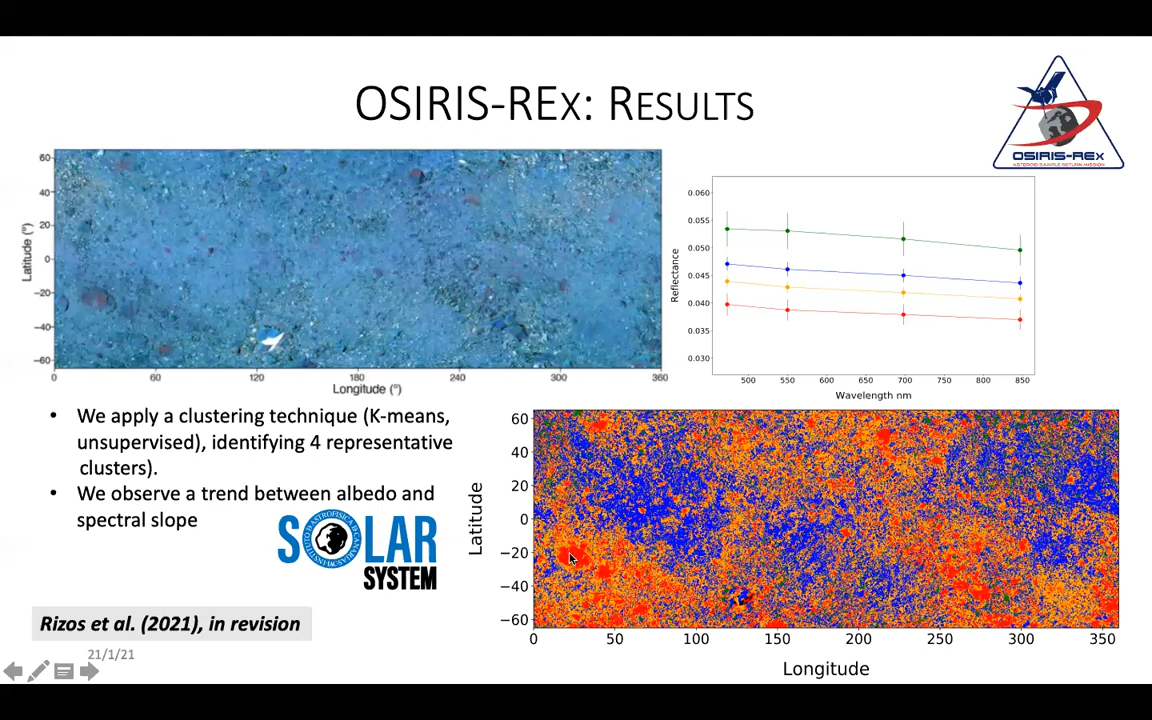 OSIRIS-REx: Results
OSIRIS-REx
ASTEROID SAMPLE RETURN MISSION
60
40
20
0
−20
−40
−60
Latitude (°)
0 60 120 180 240 300 360
Longitude (°)
0.060
0.055
0.050
0.045
0.040
0.035
0.030
Reflectance
500 550 600 650 700 750 800 850
Wavelength nm
• We apply a clustering technique (K-means,
unsupervised), identifying 4 representative
clusters).
• We observe a trend between albedo and
spectral slope
SOLAR
SYSTEM
60
40
20
0
−20
−40
−60
Latitude
0 50 100 150 200 250 300 350
Longitude
Rizos et al. (2021), in revision
21/1/21